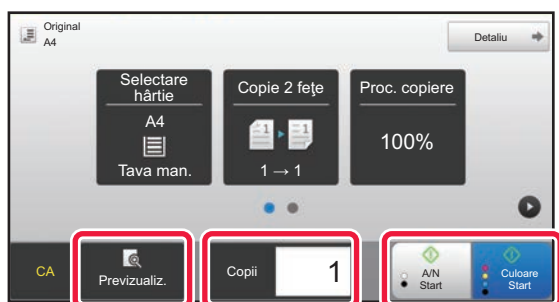 Original
A4
Detaliu
Selectare
hârtie
A4
Tava man.
Copie 2 feţe
1 → 1
Proc. copiere
100%
CA
Previzualiz.
Copii
1
A/N
Start
Culoare
Start